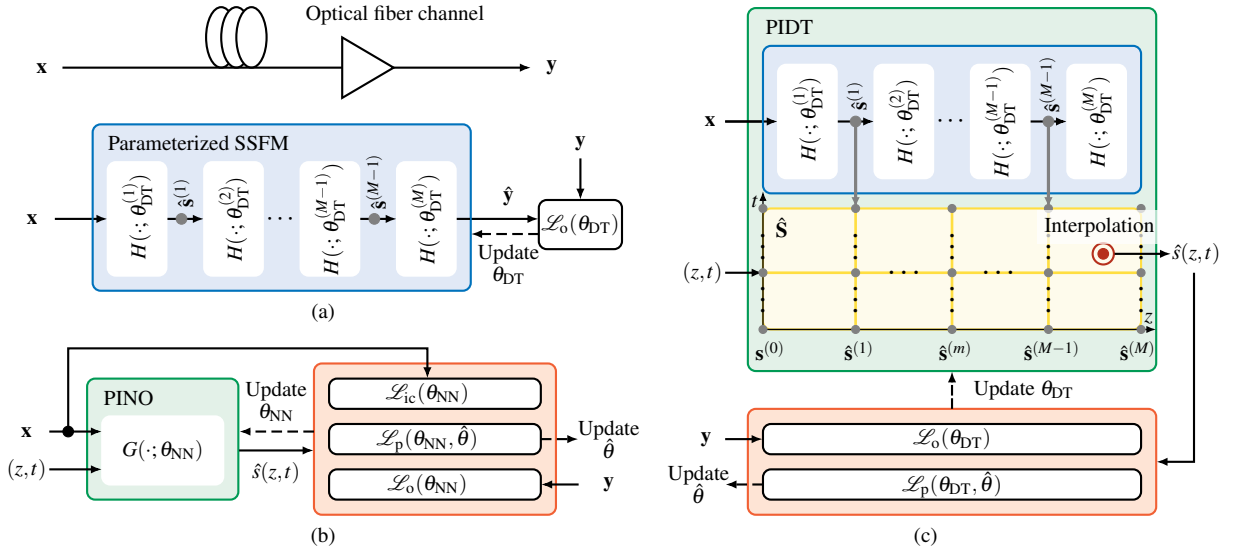 Optical fiber channel
x
y
Parameterized SSFM
y
x
H(·; θ_DT^(1))
ŝ^(1)
H(·; θ_DT^(2))
···
H(·; θ_DT^(M−1))
ŝ^(M−1)
H(·; θ_DT^(M))
ŷ
ℒ_o(θ_DT)
Update
θ_DT
(a)
x
(z,t)
PINO
G(·;θ_NN)
Update
θ_NN
ŝ(z,t)
ℒ_ic(θ_NN)
ℒ_p(θ_NN, θ̂)
ℒ_o(θ_NN)
Update
θ̂
y
(b)
PIDT
x
H(·; θ_DT^(1))
ŝ^(1)
H(·; θ_DT^(2))
···
H(·; θ_DT^(M−1))
ŝ^(M−1)
H(·; θ_DT^(M))
t
Ŝ
Interpolation
(z,t)
ŝ(z,t)
z
s^(0)
ŝ^(1)
ŝ^(m)
ŝ^(M−1)
ŝ^(M)
Update θ_DT
y
ℒ_o(θ_DT)
Update
θ̂
ℒ_p(θ_DT, θ̂)
(c)